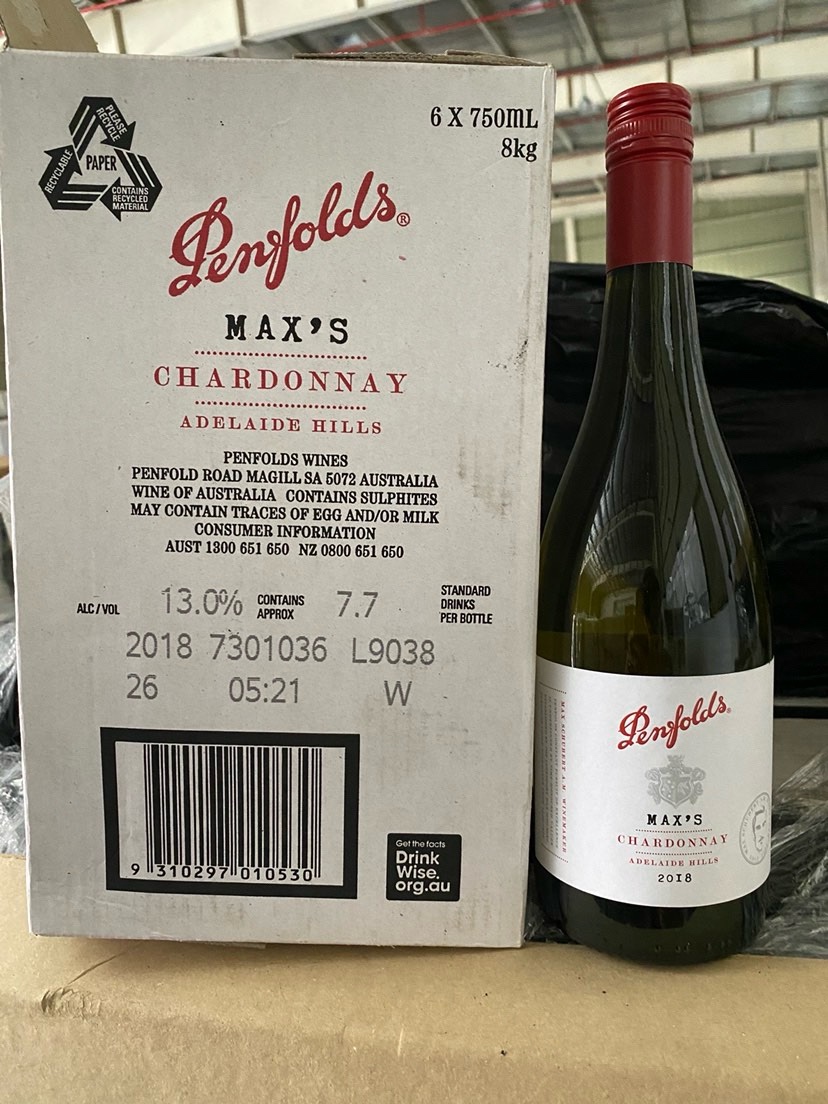 6 X 750ML
8kg
PLEASE RECYCLE
RECYCLABLE
PAPER
CONTAINS
RECYCLED
MATERIAL
Penfolds®
MAX'S
CHARDONNAY
ADELAIDE HILLS
PENFOLDS WINES
PENFOLD ROAD MAGILL SA 5072 AUSTRALIA
WINE OF AUSTRALIA CONTAINS SULPHITES
MAY CONTAIN TRACES OF EGG AND/OR MILK
CONSUMER INFORMATION
AUST 1300 651 650 NZ 0800 651 650
ALC/VOL 13.0% CONTAINS APPROX 7.7 STANDARD DRINKS PER BOTTLE
2018 7301036 L9038
26 05:21 W
9 310297 010530
Get the facts
Drink
Wise.
org.au
Penfolds®
MAX'S
CHARDONNAY
ADELAIDE HILLS
2018
MAX SCHUBERT A.M. WINEMAKER